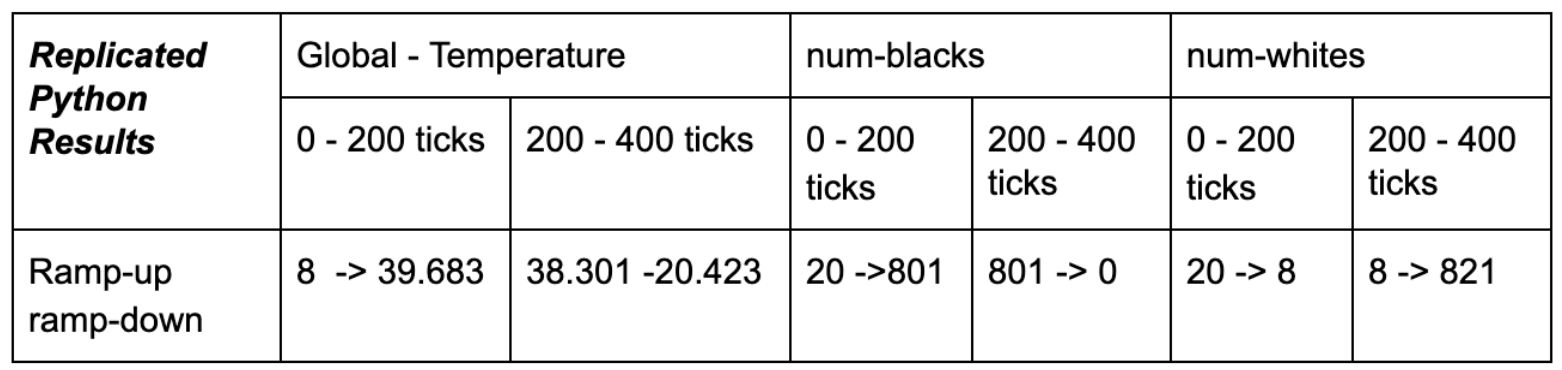 Replicated
Python
Results
Global - Temperature
num-blacks
num-whites
0 - 200 ticks
200 - 400 ticks
0 - 200
ticks
200 - 400
ticks
0 - 200
ticks
200 - 400
ticks
Ramp-up
ramp-down
8  -> 39.683
38.301 -20.423
20 ->801
801 -> 0
20 -> 8
8 -> 821